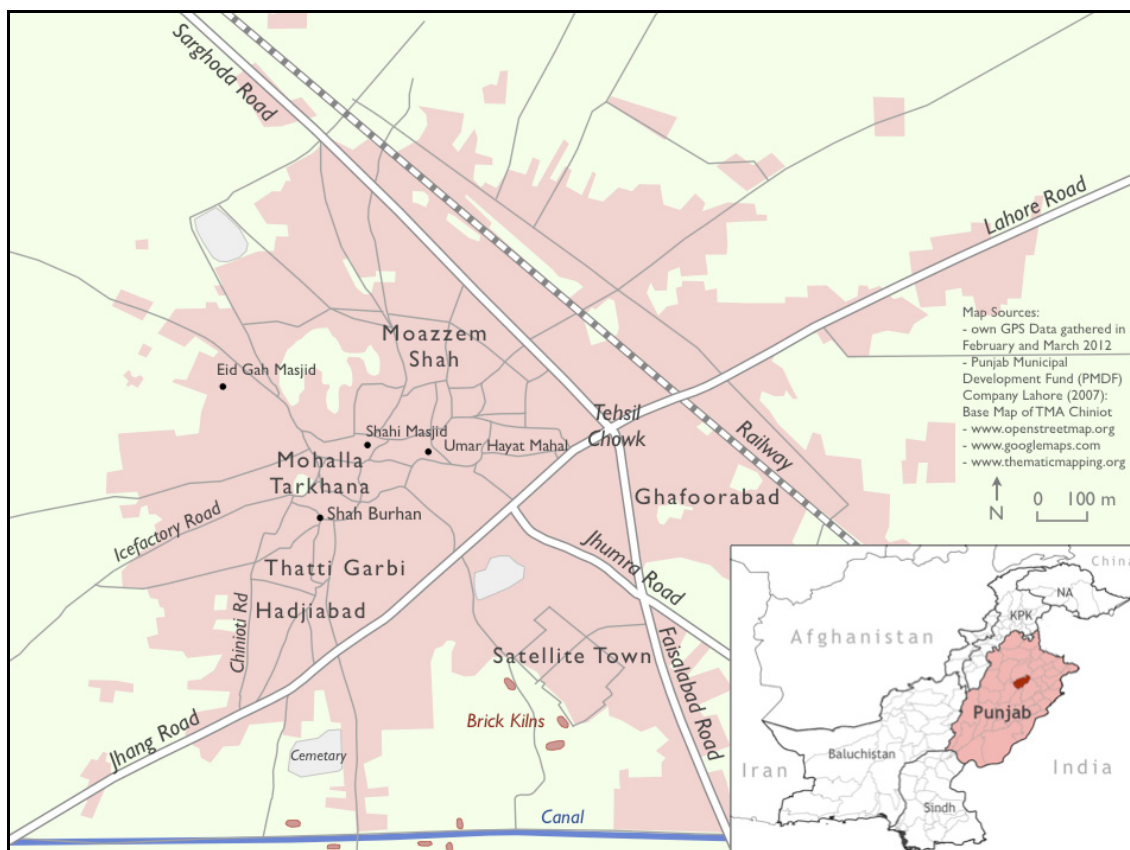 Sarghoda Road
Lahore Road
Map Sources:
- own GPS Data gathered in
February and March 2012
- Punjab Municipal
Development Fund (PMDF)
Company Lahore (2007):
Base Map of TMA Chiniot
- www.openstreetmap.org
- www.googlemaps.com
- www.thematicmapping.org
N
0 100 m
Moazzem
Shah
Eid Gah Masjid
Tehsil
Chowk
Shahi Masjid
Umar Hayat Mahal
Railway
Mohalla
Tarkhana
Ghafoorabad
Icefactory Road
Shah Burhan
Jhumra Road
Thatti Garbi
Hadjiabad
Chinioti Rd
Satellite Town
Faisalabad Road
Brick Kilns
Jhang Road
Cemetary
Canal
China
NA
KPK
Afghanistan
Punjab
Baluchistan
Iran
India
Sindh